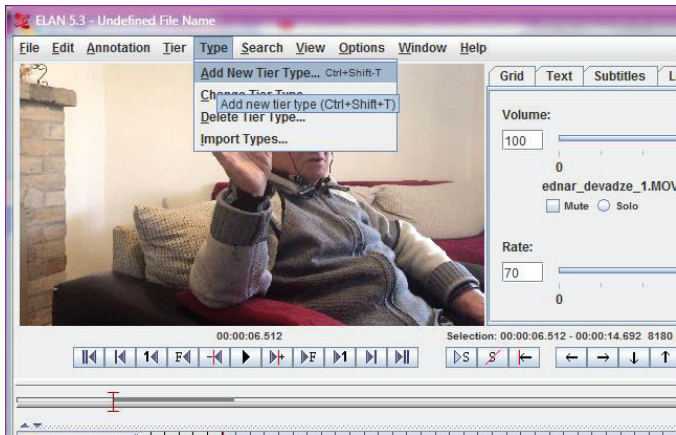 ELAN 5.3 - Undefined File Name
File Edit Annotation Tier Type Search View Options Window Help
Add New Tier Type... Ctrl+Shift-T
Add new tier type (Ctrl+Shift+T)
Delete Tier Type...
Import Types...
Grid Text Subtitles L
Volume:
100
0
ednar_devadze_1.MOV
Mute Solo
Rate:
70
0
00:00:06.512
Selection: 00:00:06.512 - 00:00:14.692 8180
1 F F 1 S S